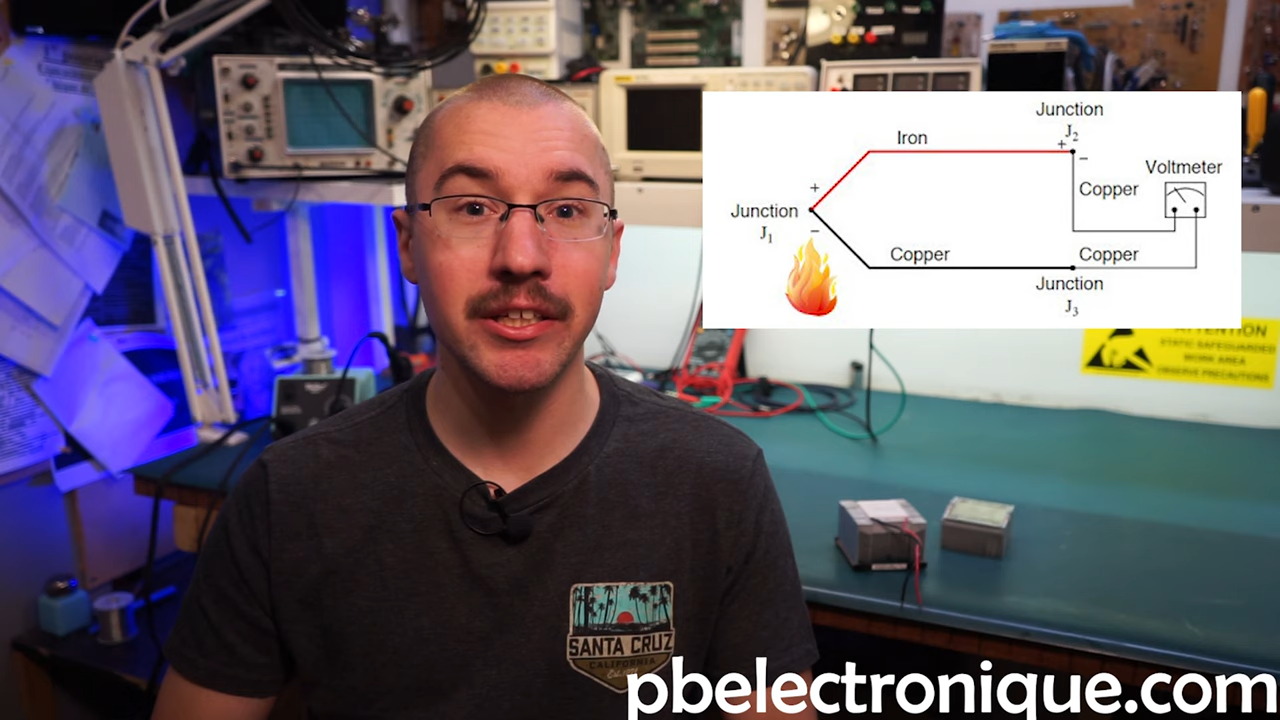 Junction
J2
+
Iron
−
Voltmeter
+
Copper
Junction
J1
−
Copper
Copper
Junction
J3
ATTENTION
STATIC SAFEGUARDED
WORK AREA
OBSERVE PRECAUTIONS
SANTA CRUZ
CALIFORNIA
pbelectronique.com